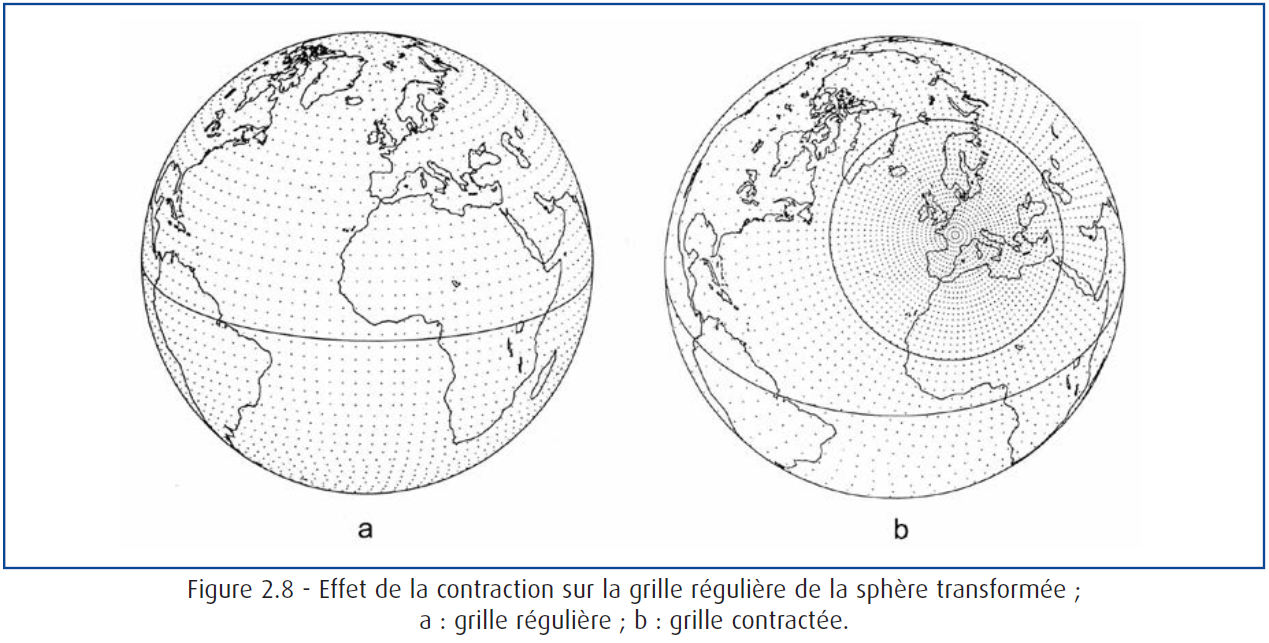 a
b
Figure 2.8 - Effet de la contraction sur la grille régulière de la sphère transformée ;
a : grille régulière ; b : grille contractée.